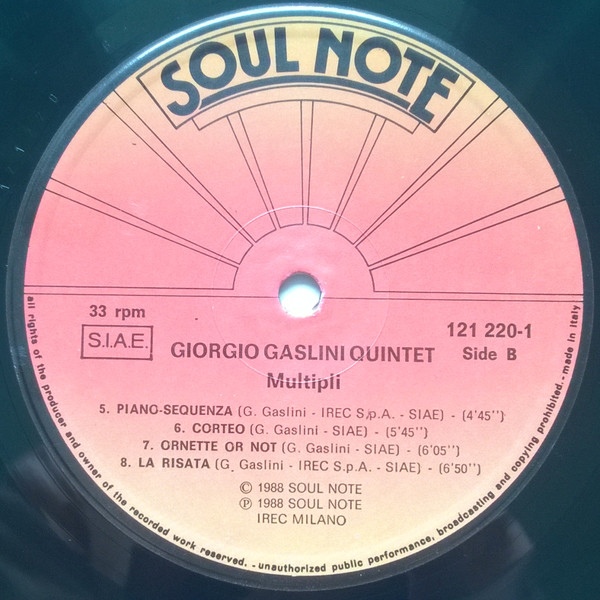 SOUL NOTE
33 rpm
S.I.A.E.
121 220-1
GIORGIO GASLINI QUINTET
Side B
Multipli
5. PIANO-SEQUENZA (G. Gaslini - IREC S.p.A. - SIAE) - (4'45'')
6. CORTEO (G. Gaslini - SIAE) - (5'45'')
7. ORNETTE OR NOT (G. Gaslini - SIAE) - (6'05'')
8. LA RISATA (G. Gaslini - IREC S.p.A. - SIAE) - (6'50'')
© 1988 SOUL NOTE
℗ 1988 SOUL NOTE
IREC MILANO
all rights of the producer and owner of the recorded work reserved. - unauthorized public performance, broadcasting and copying prohibited. - made in italy